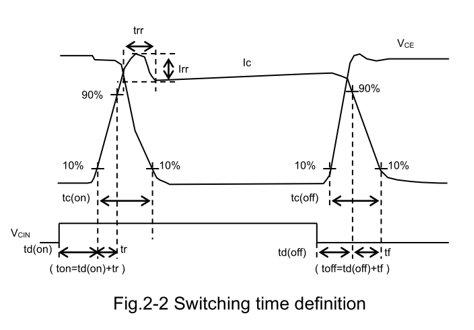 trr
VCE
Irr
Ic
90%
90%
10%
10%
10%
10%
tc(on)
tc(off)
VCIN
td(on)
tr
td(off)
tf
( ton=td(on)+tr )
( toff=td(off)+tf )
Fig.2-2 Switching time definition